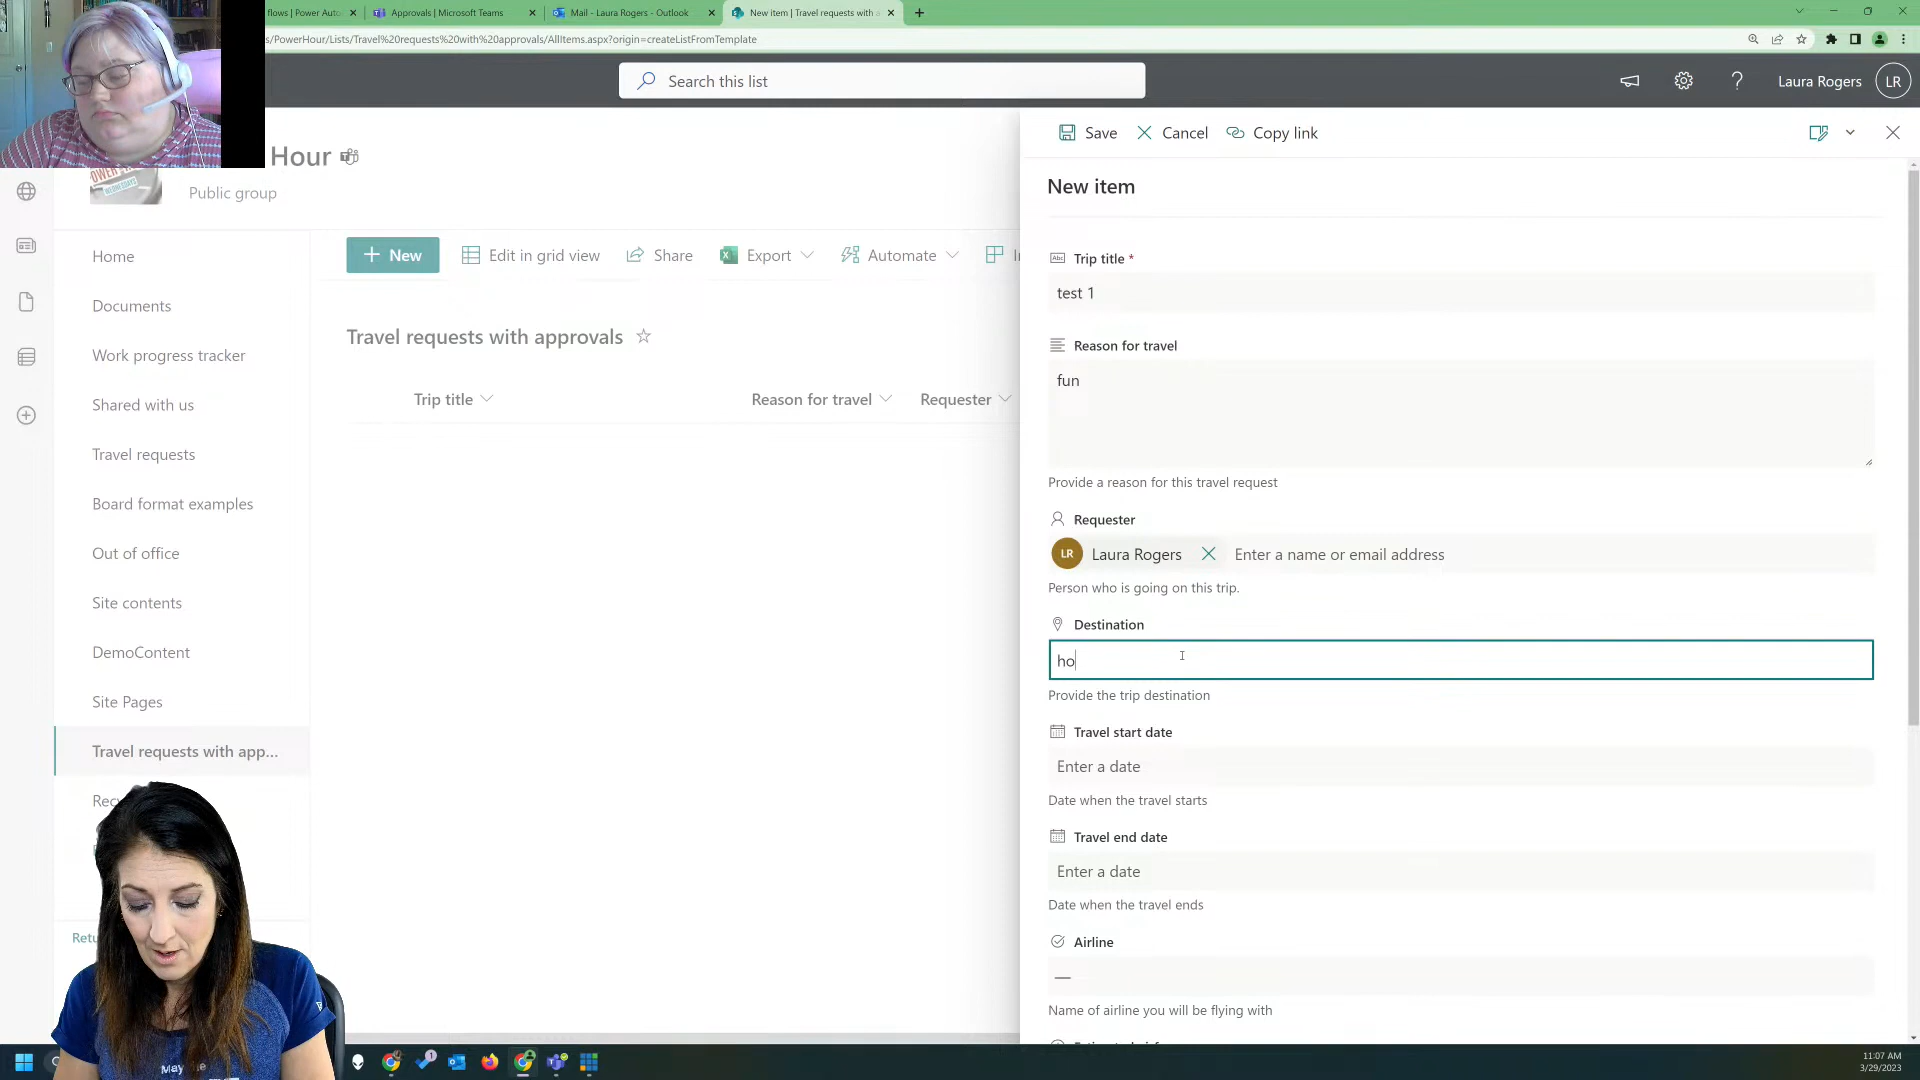 flows | Power Auto
Approvals | Microsoft Teams
Mail - Laura Rogers - Outlook
New item | Travel requests with a
s/PowerHour/Lists/Travel%20requests%20with%20approvals/AllItems.aspx?origin=createListFromTemplate
Search this list
Laura Rogers
LR
Hour
Public group
Home
Documents
Work progress tracker
Shared with us
Travel requests
Board format examples
Out of office
Site contents
DemoContent
Site Pages
Travel requests with app...
Rec
Retu
New
Edit in grid view
Share
Export
Automate
Travel requests with approvals
Trip title
Reason for travel
Requester
Save
Cancel
Copy link
New item
Abc
Trip title *
test 1
Reason for travel
fun
Provide a reason for this travel request
Requester
LR
Laura Rogers
Enter a name or email address
Person who is going on this trip.
Destination
ho
Provide the trip destination
Travel start date
Enter a date
Date when the travel starts
Travel end date
Enter a date
Date when the travel ends
Airline
—
Name of airline you will be flying with
11:07 AM
3/29/2023